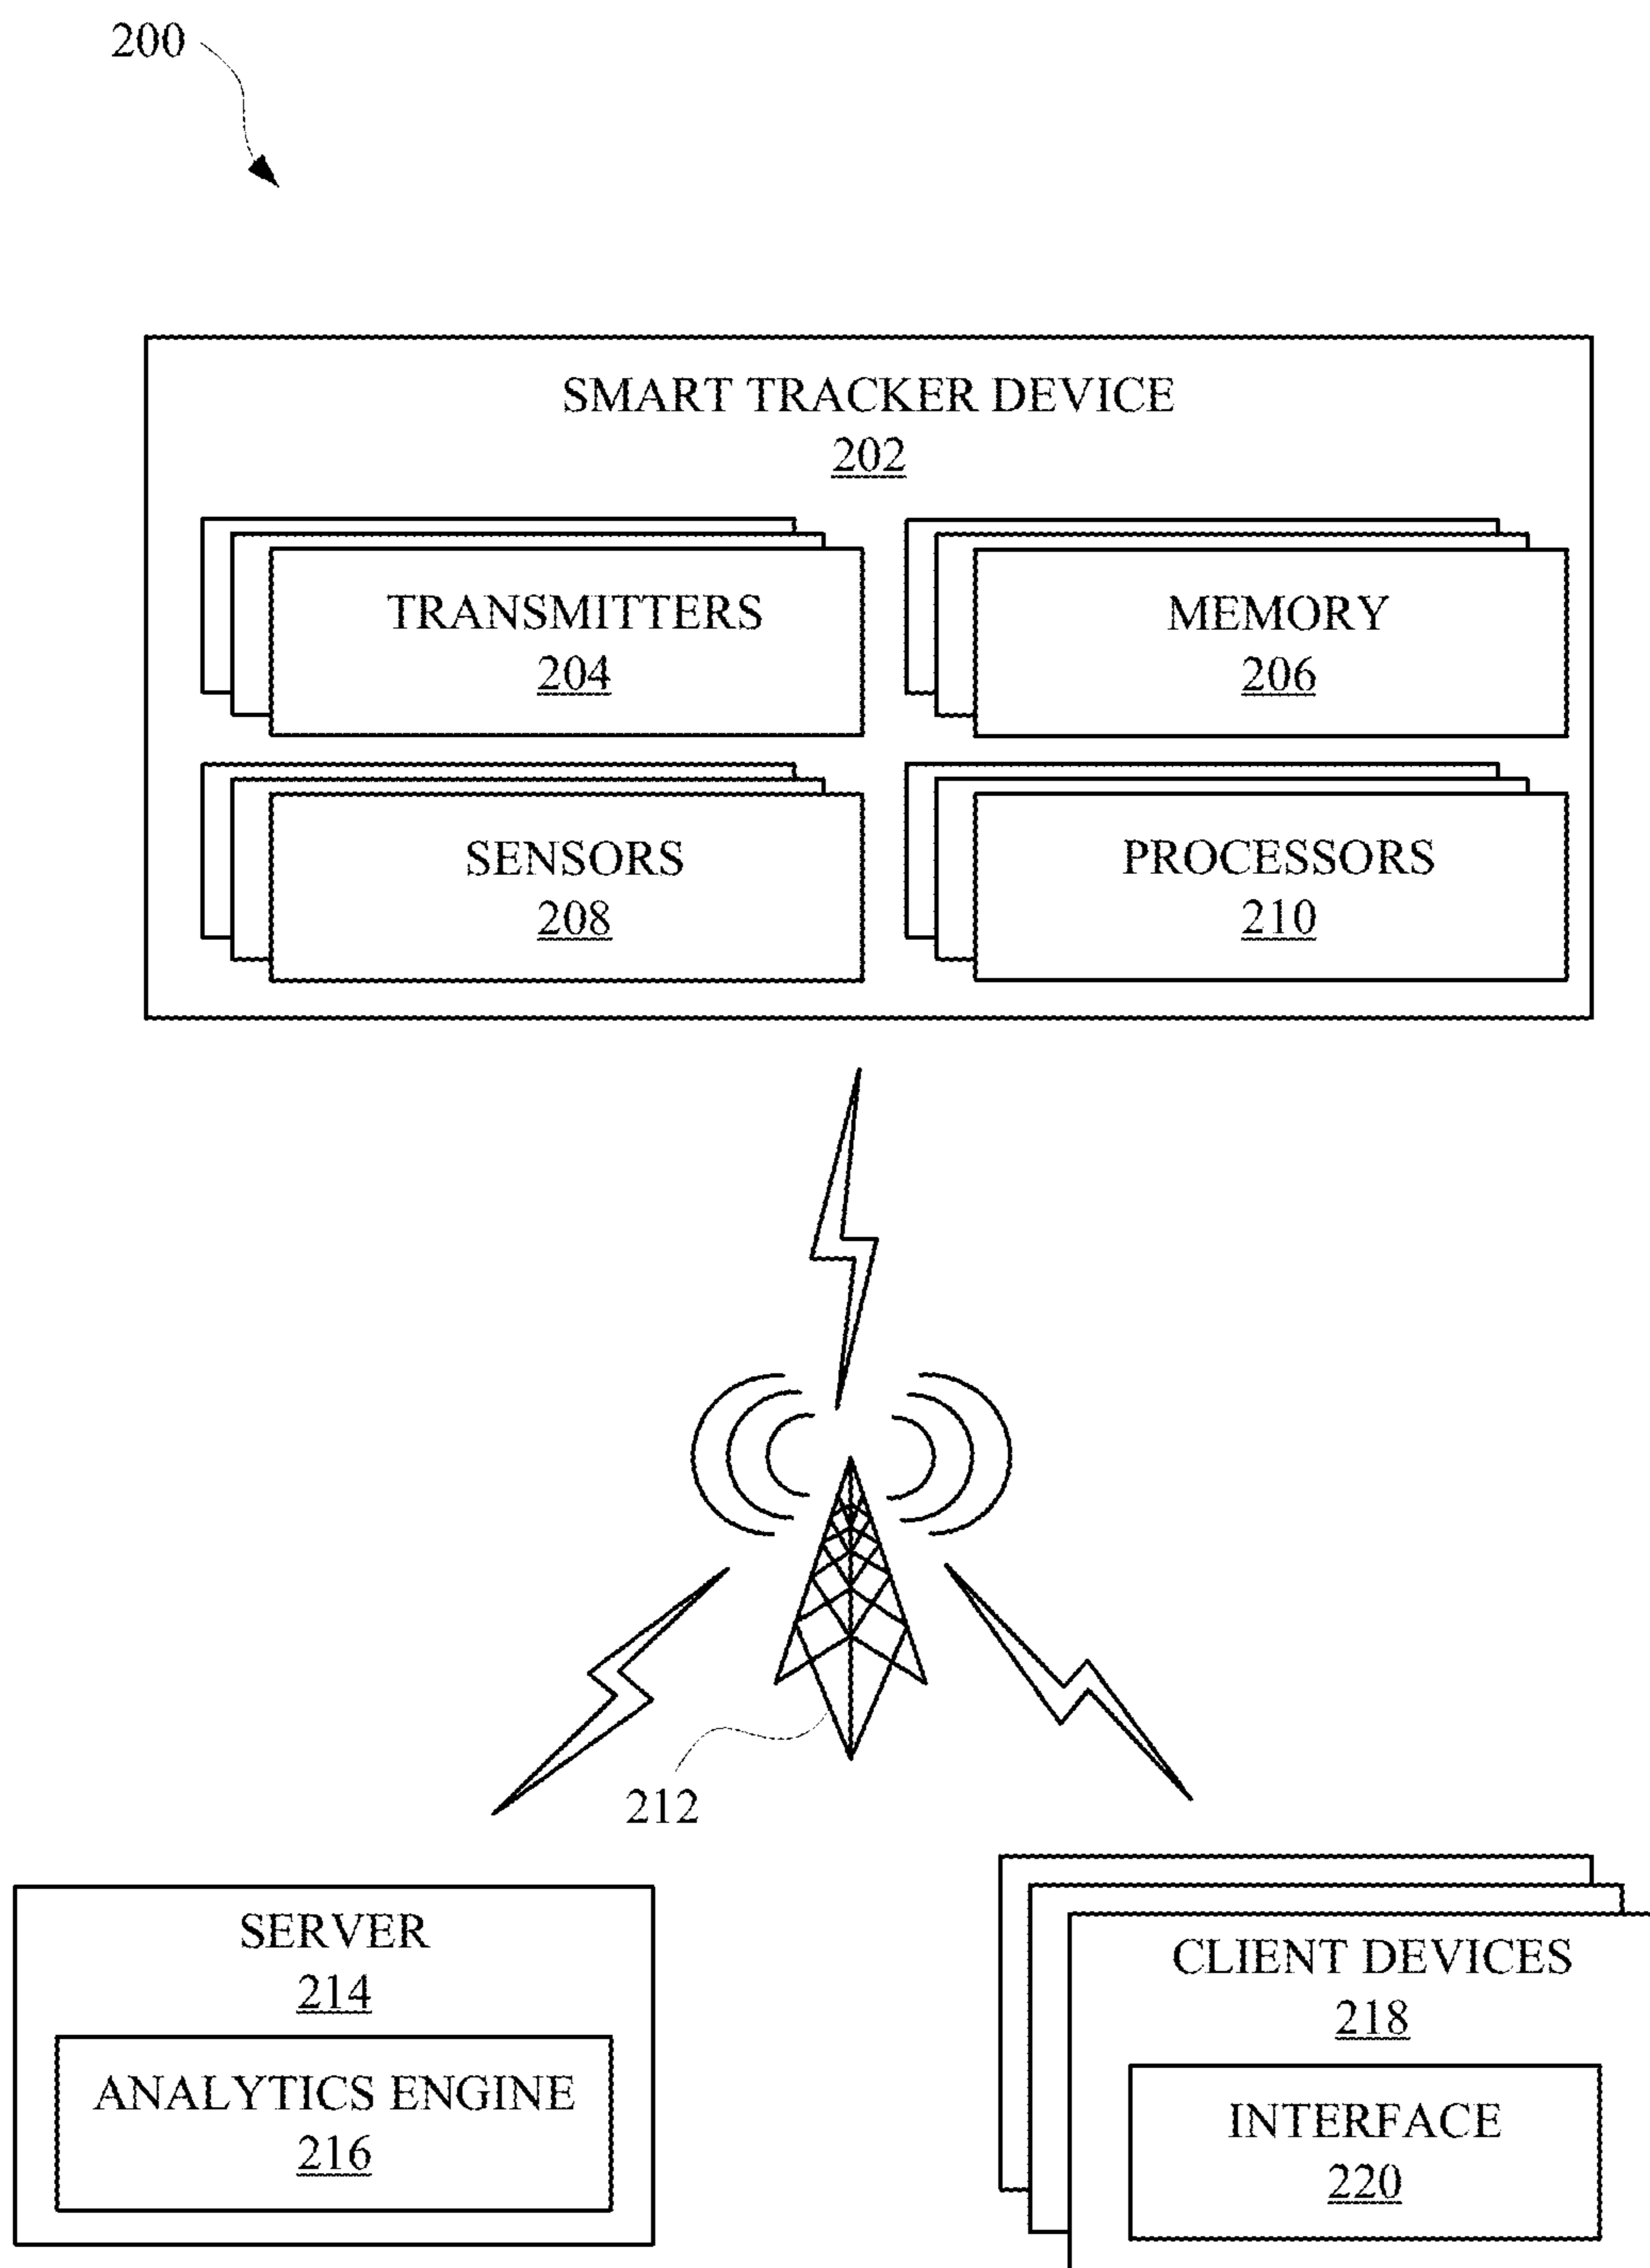 200
SMART TRACKER DEVICE
202
TRANSMITTERS
204
MEMORY
206
SENSORS
208
PROCESSORS
210
212
SERVER
214
ANALYTICS ENGINE
216
CLIENT DEVICES
218
INTERFACE
220